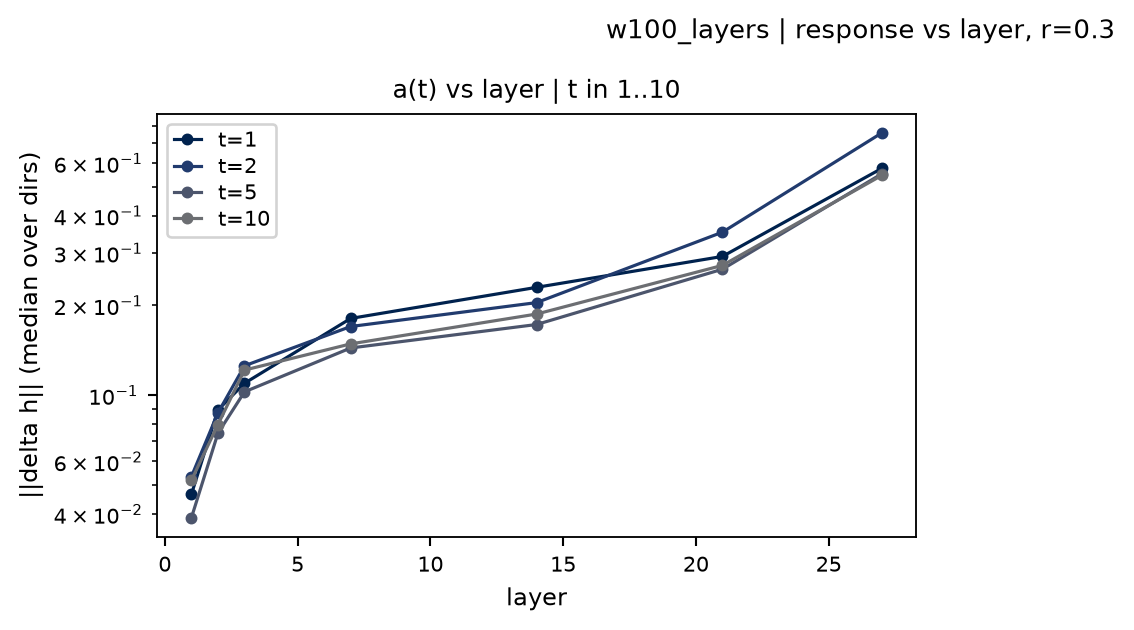 w100_layers | response vs layer, r=0.3
a(t) vs layer | t in 1..10
t=1
t=2
t=5
t=10
||delta h|| (median over dirs)
6 × 10⁻¹
4 × 10⁻¹
3 × 10⁻¹
2 × 10⁻¹
10⁻¹
6 × 10⁻²
4 × 10⁻²
0 5 10 15 20 25
layer